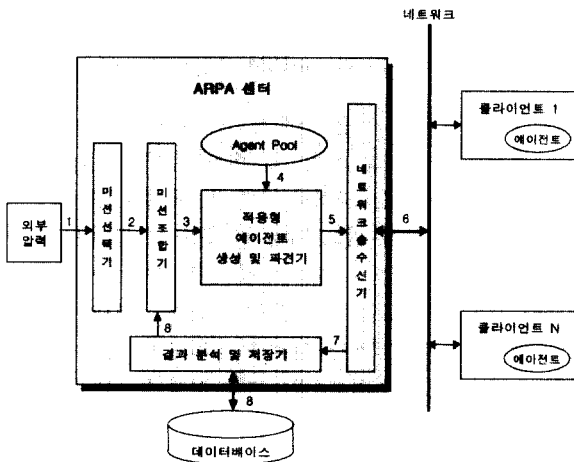 네트워크
ARPA 센터
Agent Pool
외부
압력
1
미션선택기
2
미션조합기
3
4
적용형
에이전트
생성 및 파견기
5
네트워크송수신기
6
클라이언트 1
에이전트
클라이언트 N
에이전트
8
결과 분석 및 저장기
7
8
데이터베이스